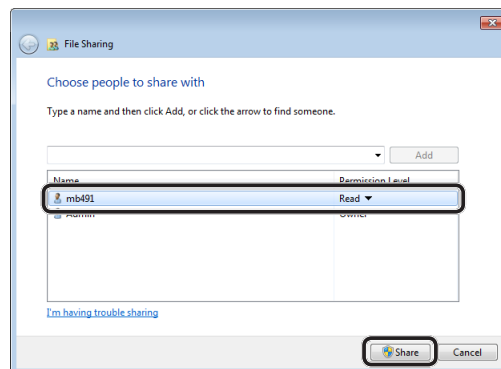 File Sharing
Choose people to share with
Type a name and then click Add, or click the arrow to find someone.
Add
Name Permission Level
mb491 Read
Admin Owner
I'm having trouble sharing
Share Cancel